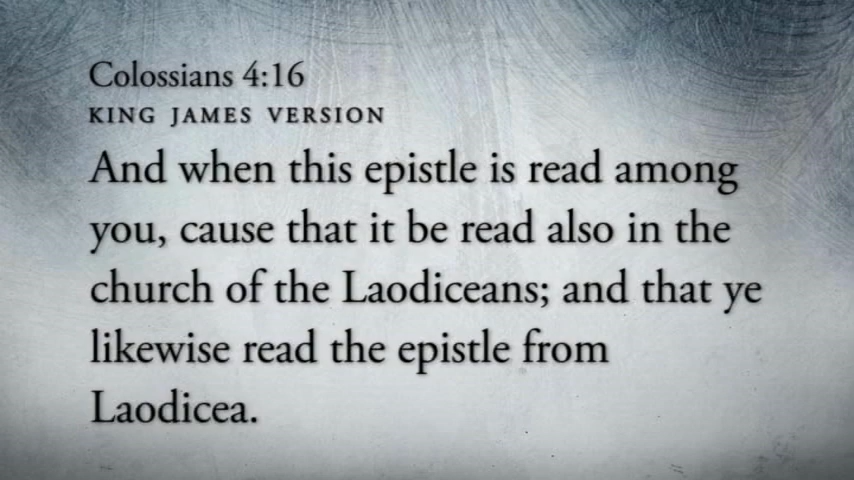 Colossians 4:16
KING JAMES VERSION
And when this epistle is read among
you, cause that it be read also in the
church of the Laodiceans; and that ye
likewise read the epistle from
Laodicea.